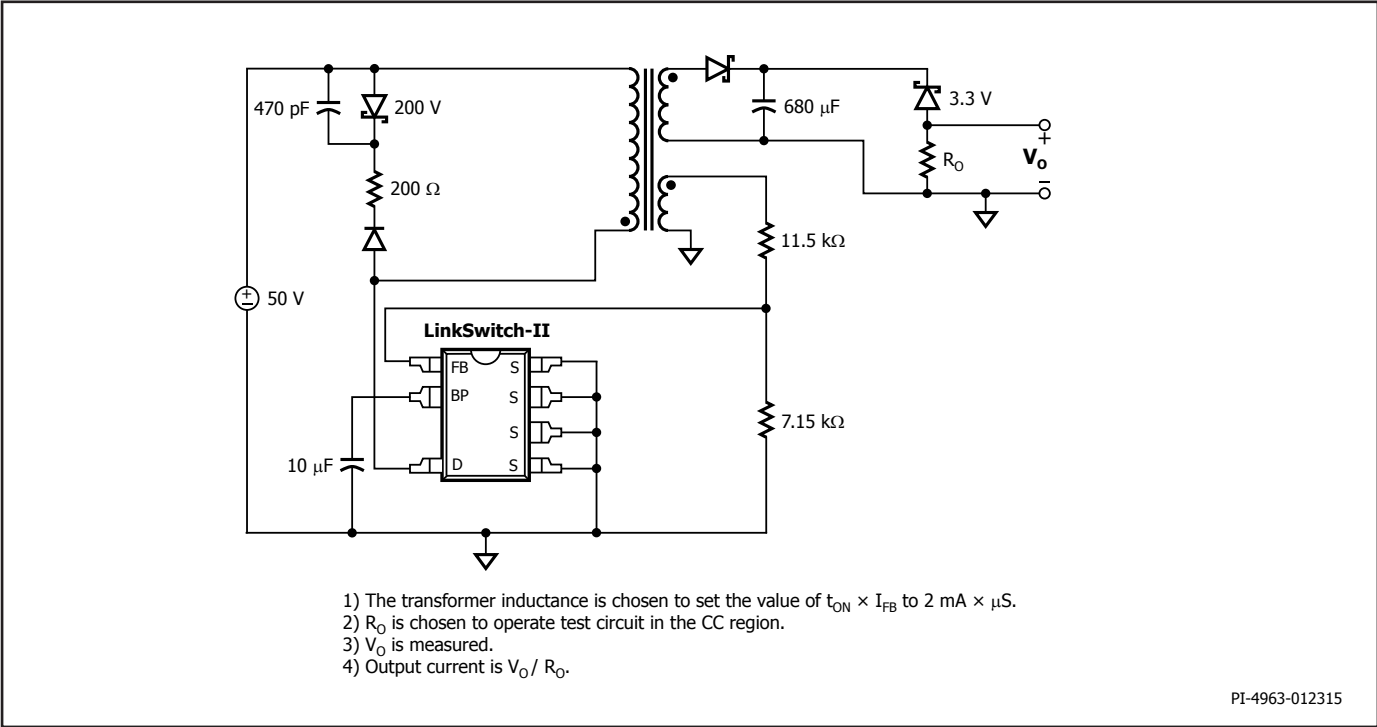 470 pF
200 V
680 μF
3.3 V
+
R_O
V_O
−
200 Ω
11.5 kΩ
+
−
50 V
LinkSwitch-II
FB
S
BP
S
S
7.15 kΩ
10 μF
D
S
1) The transformer inductance is chosen to set the value of t_ON × I_FB to 2 mA × μS.
2) R_O is chosen to operate test circuit in the CC region.
3) V_O is measured.
4) Output current is V_O / R_O.
PI-4963-012315